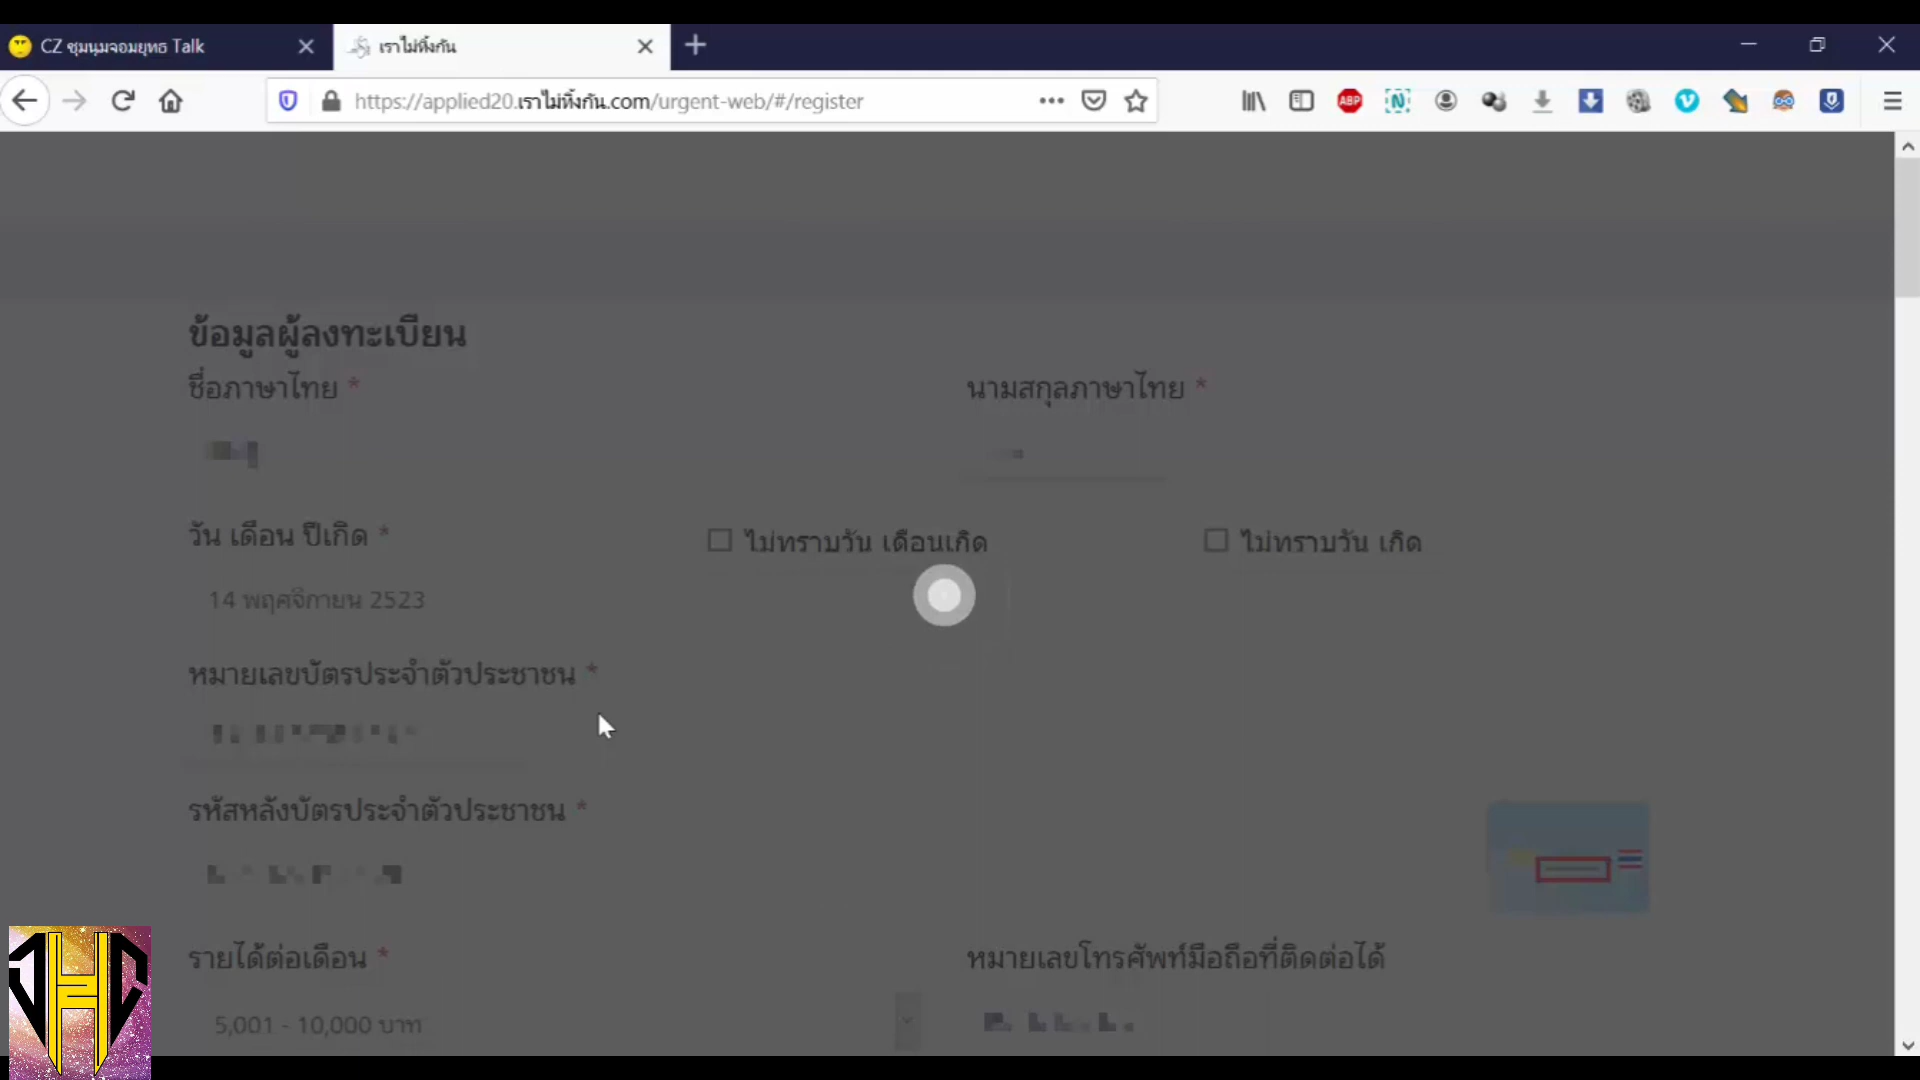 CZ ชุมนุมจอมยุทธ Talk
เราไม่ทิ้งกัน
https://applied20.เราไม่ทิ้งกัน.com/urgent-web/#/register
ABP
N
ข้อมูลผู้ลงทะเบียน
ชื่อภาษาไทย *
นามสกุลภาษาไทย *
วัน เดือน ปีเกิด *
ไม่ทราบวัน เดือนเกิด
ไม่ทราบวัน เกิด
14 พฤศจิกายน 2523
หมายเลขบัตรประจำตัวประชาชน *
รหัสหลังบัตรประจำตัวประชาชน *
รายได้ต่อเดือน *
หมายเลขโทรศัพท์มือถือที่ติดต่อได้
5,001 - 10,000 บาท